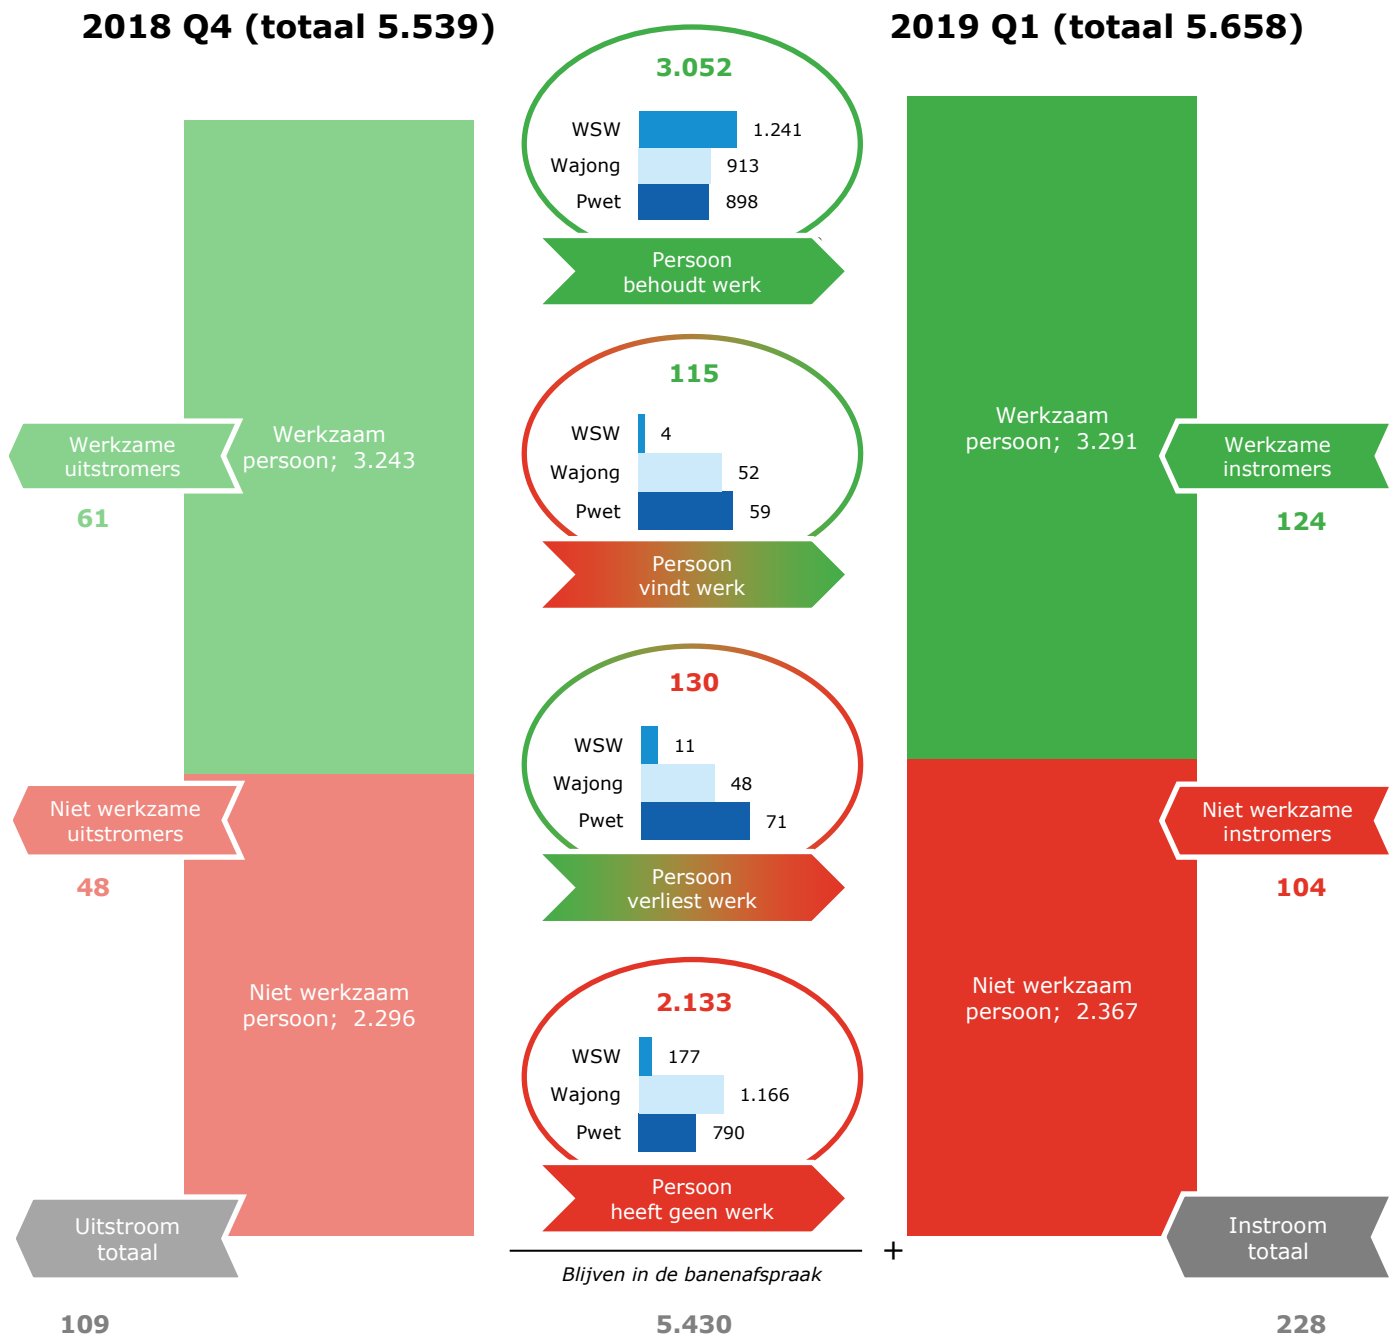 2018 Q4 (totaal 5.539)
2019 Q1 (totaal 5.658)
3.052
WSW 1.241
Wajong 913
Pwet 898
Persoon
behoudt werk
115
WSW 4
Wajong 52
Pwet 59
Persoon
vindt werk
130
WSW 11
Wajong 48
Pwet 71
Persoon
verliest werk
2.133
WSW 177
Wajong 1.166
Pwet 790
Persoon
heeft geen werk
Werkzaam
persoon; 3.243
Werkzame
uitstromers
61
Niet werkzame
uitstromers
48
Niet werkzaam
persoon; 2.296
Uitstroom
totaal
109
Werkzaam
persoon; 3.291
Werkzame
instromers
124
Niet werkzame
instromers
104
Niet werkzaam
persoon; 2.367
Instroom
totaal
228
+
Blijven in de banenafspraak
5.430